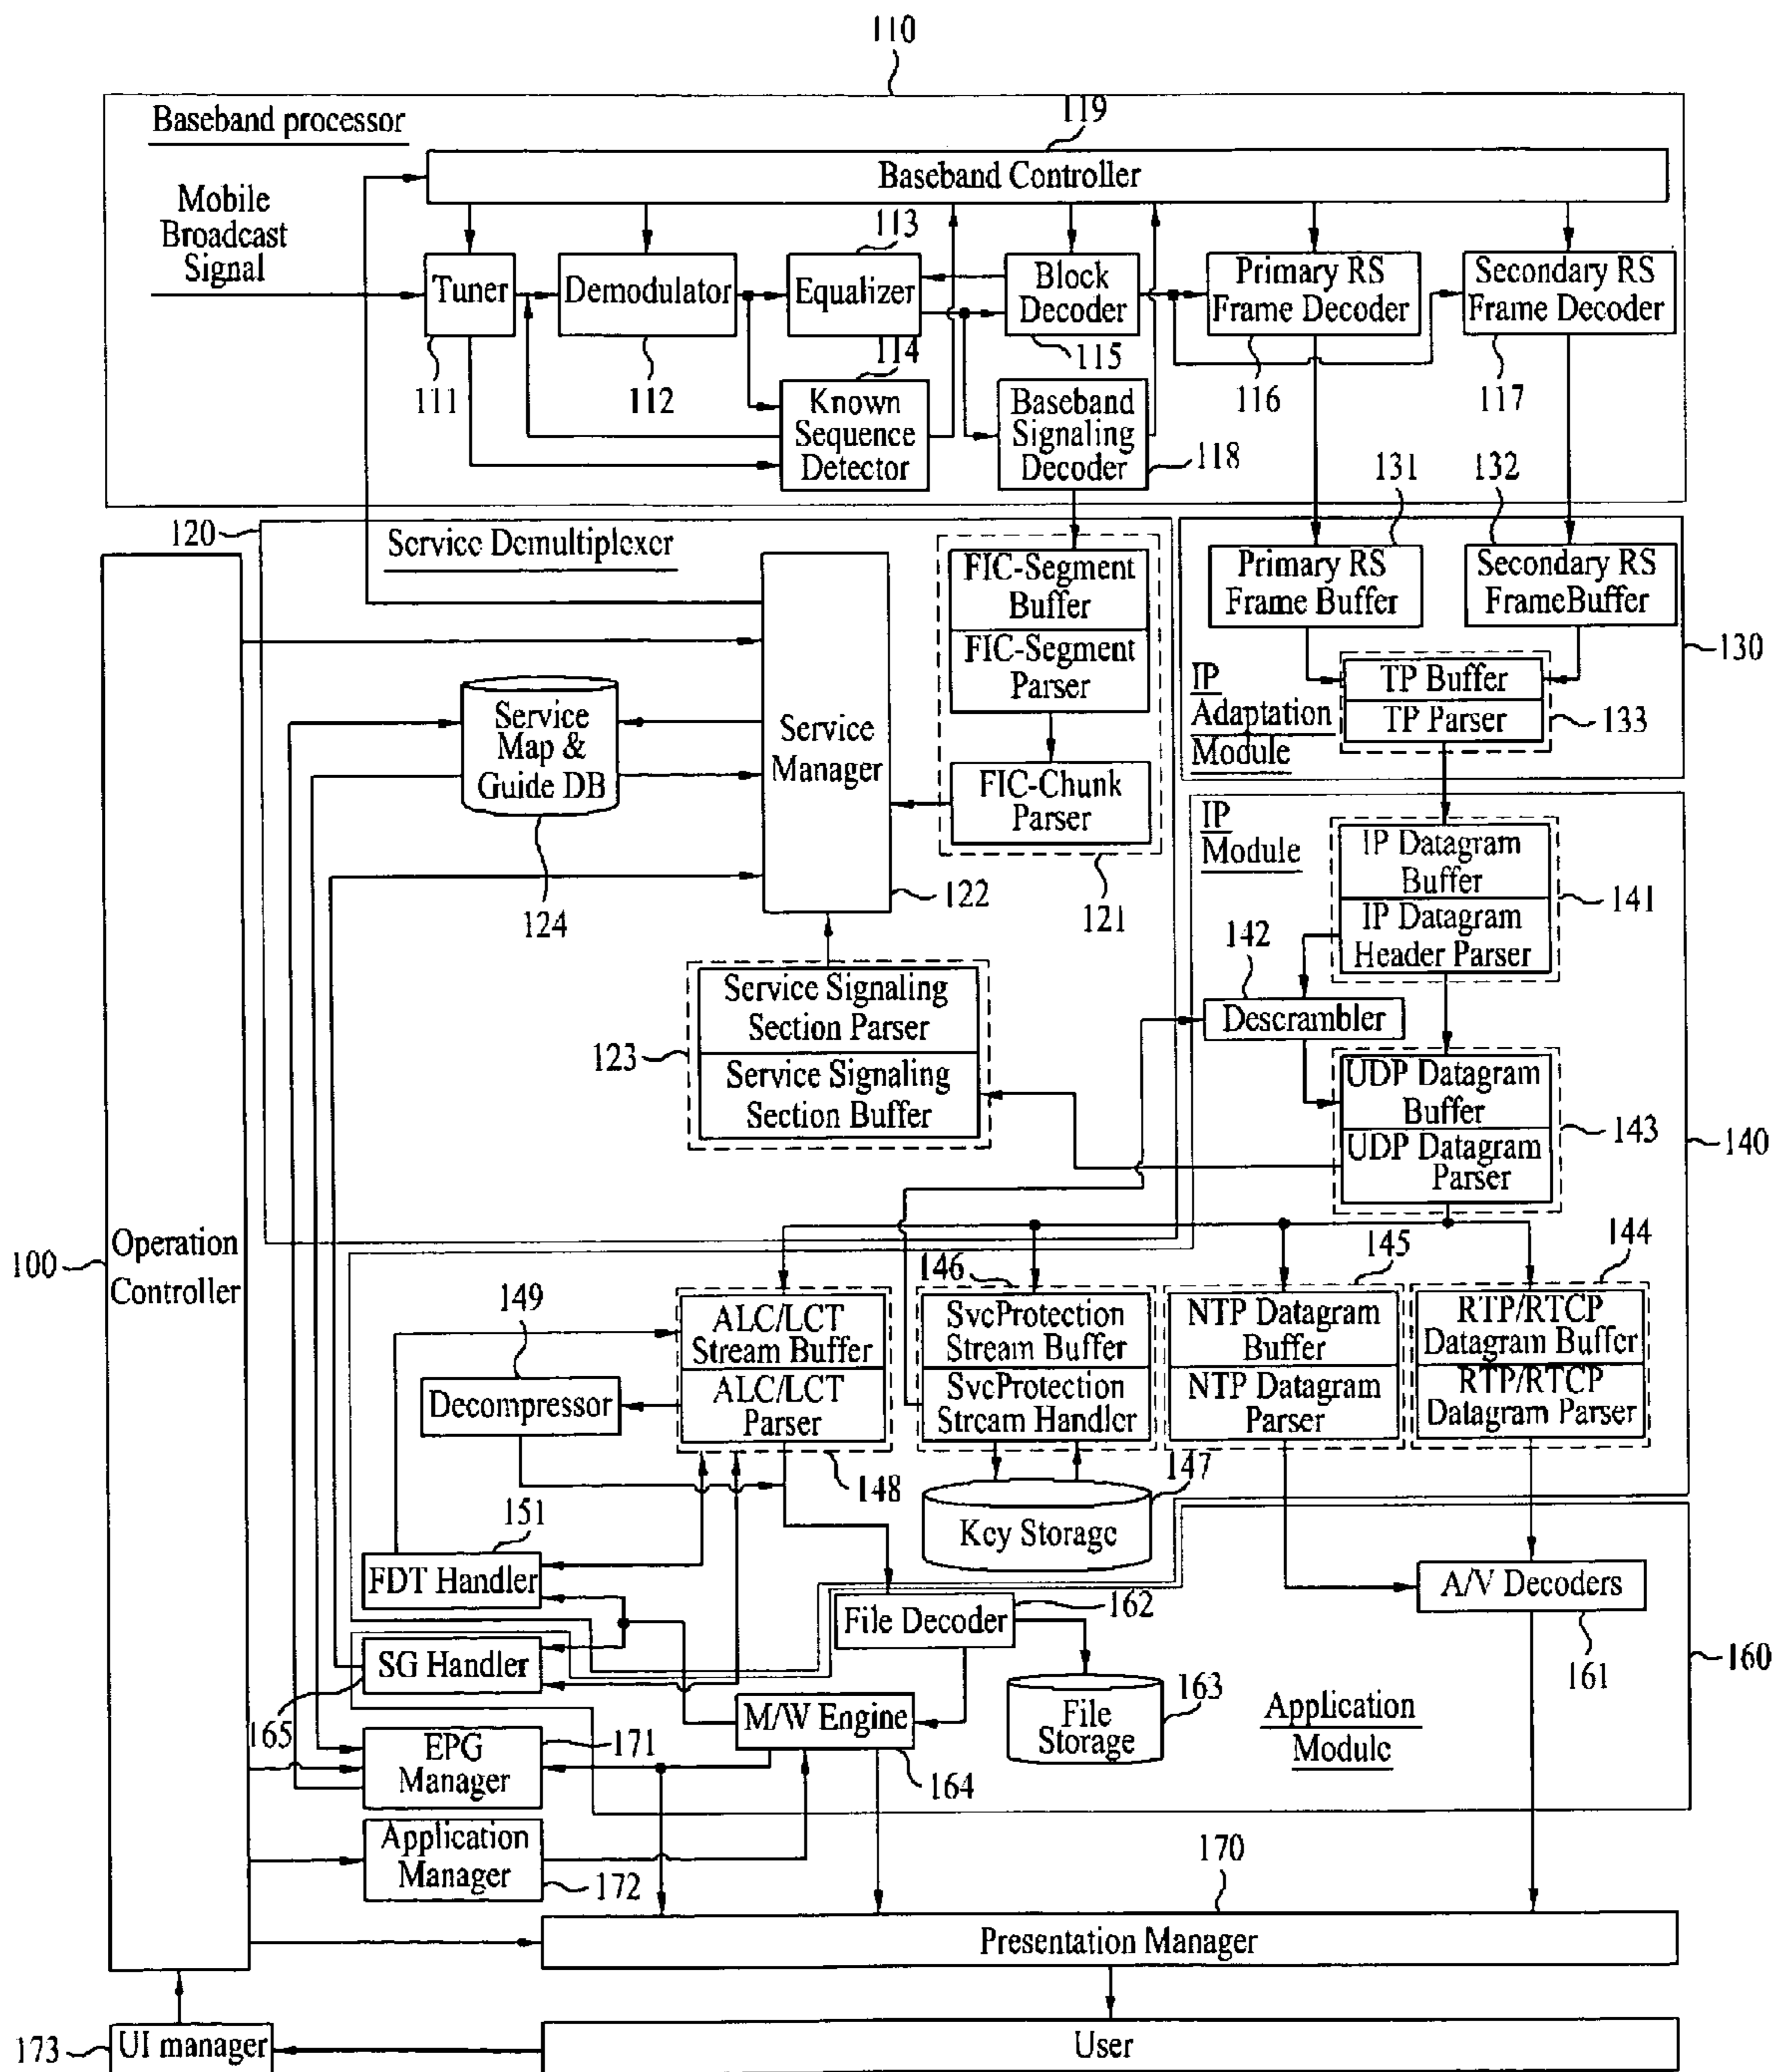 110
Baseband processor
119
Baseband Controller
Mobile
Broadcast
Signal
113
Tuner
Demodulator
Equalizer
Block
Decoder
Primary RS
Frame Decoder
Secondary RS
Frame Decoder
111
112
114
115
116
117
Known
Sequence
Detector
Baseband
Signaling
Decoder
118
131
132
120
Service Demultiplexer
FIC-Segment
Buffer
FIC-Segment
Parser
FIC-Chunk
Parser
121
Primary RS
Frame Buffer
Secondary RS
FrameBuffer
130
IP
Adaptation
Module
TP Buffer
TP Parser
133
Service
Map &
Guide DB
124
Service
Manager
122
IP
Module
IP Datagram
Buffer
IP Datagram
Header Parser
141
142
Descrambler
Service Signaling
Section Parser
Service Signaling
Section Buffer
123
UDP Datagram
Buffer
UDP Datagram
Parser
143
140
100
Operation
Controller
149
Decompressor
ALC/LCT
Stream Buffer
ALC/LCT
Parser
148
146
SvcProtection
Stream Buffer
SvcProtection
Stream Handler
145
NTP Datagram
Buffer
NTP Datagram
Parser
144
RTP/RTCP
Datagram Buffer
RTP/RTCP
Datagram Parser
147
Key Storage
151
FDT Handler
162
File Decoder
A/V Decoders
161
SG Handler
165
160
163
File
Storage
Application
Module
M/W Engine
164
EPG
Manager
171
Application
Manager
172
170
Presentation Manager
173
UI manager
User